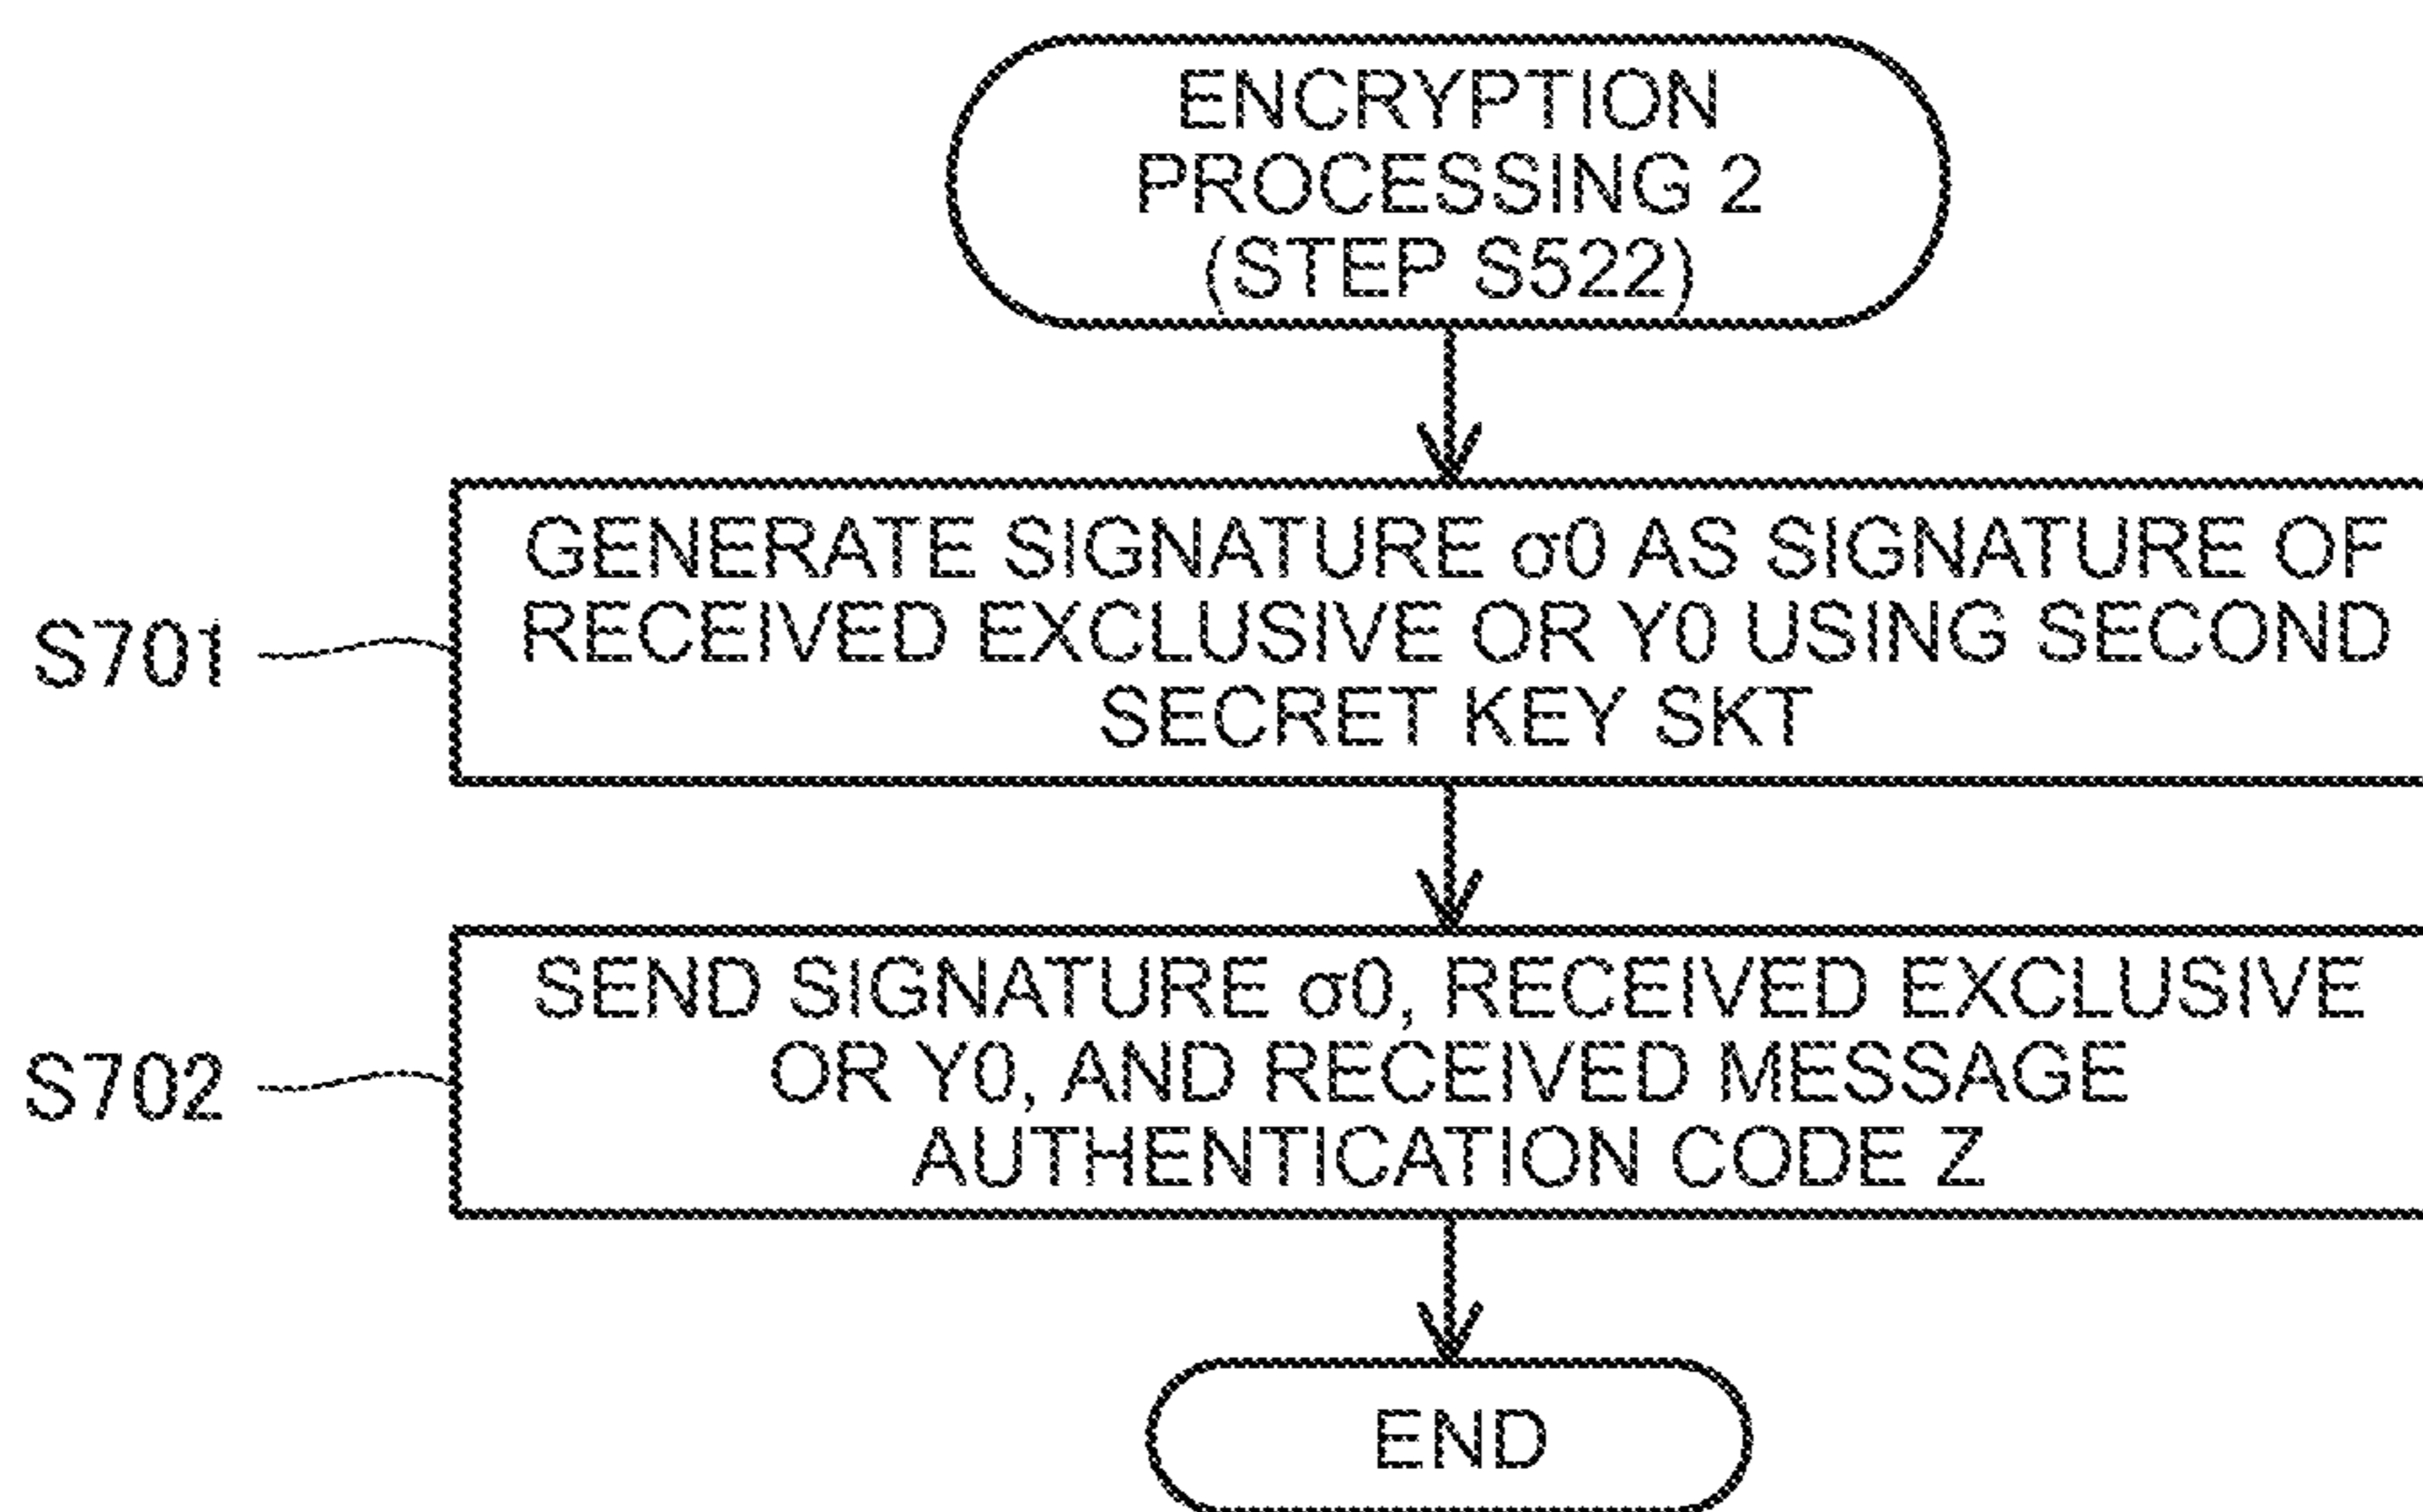 ENCRYPTION
PROCESSING 2
(STEP S522)
S701
GENERATE SIGNATURE σ0 AS SIGNATURE OF
RECEIVED EXCLUSIVE OR Y0 USING SECOND
SECRET KEY SKT
S702
SEND SIGNATURE σ0, RECEIVED EXCLUSIVE
OR Y0, AND RECEIVED MESSAGE
AUTHENTICATION CODE Z
END